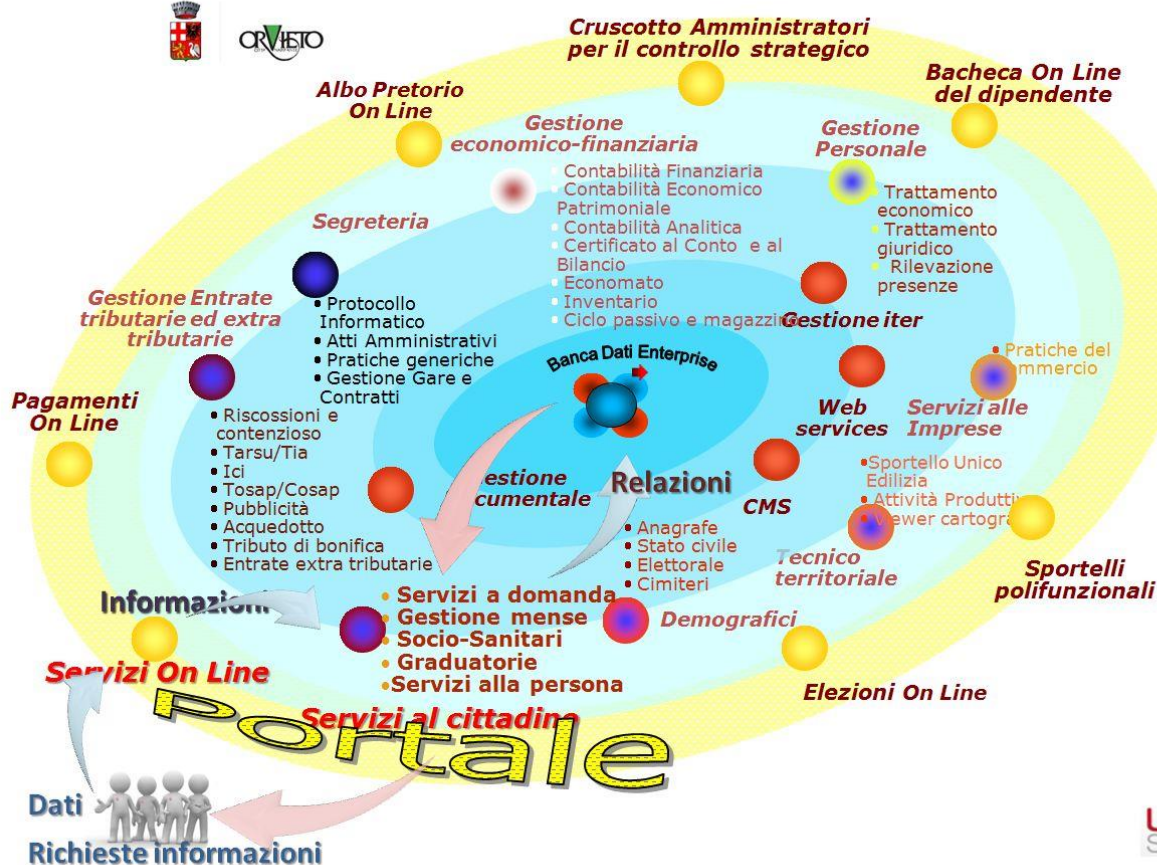 ORVIETO
Cruscotto Amministratori
per il controllo strategico
Bacheca On Line
del dipendente
Albo Pretorio
On Line
Gestione
economico-finanziaria
• Contabilità Finanziaria
• Contabilità Economico
Patrimoniale
• Contabilità Analitica
• Certificato al Conto e al
Bilancio
• Economato
• Inventario
• Ciclo passivo e magazzino
Gestione
Personale
• Trattamento
economico
• Trattamento
giuridico
• Rilevazione
presenze
Segreteria
• Protocollo
Informatico
• Atti Amministrativi
• Pratiche generiche
• Gestione Gare e
Contratti
Gestione Entrate
tributarie ed extra
tributarie
• Riscossioni e
contenzioso
• Tarsu/Tia
• Ici
• Tosap/Cosap
• Pubblicità
• Acquedotto
• Tributo di bonifica
• Entrate extra tributarie
Pagamenti
On Line
Banca Dati Enterprise
Gestione iter
• Pratiche del
Web
services
Servizi alle
Imprese
•Sportello Unico
Edilizia
• Attività
Relazioni
CMS
• Anagrafe
• Stato civile
• Elettorale
• Cimiteri
Tecnico
territoriale
Sportelli
polifunzionali
Demografici
Elezioni On Line
Informazioni
• Servizi a domanda
• Gestione mense
• Socio-Sanitari
• Graduatorie
•Servizi alla persona
Servizi On Line
Servizi al cittadino
Portale
Dati
Richieste informazioni